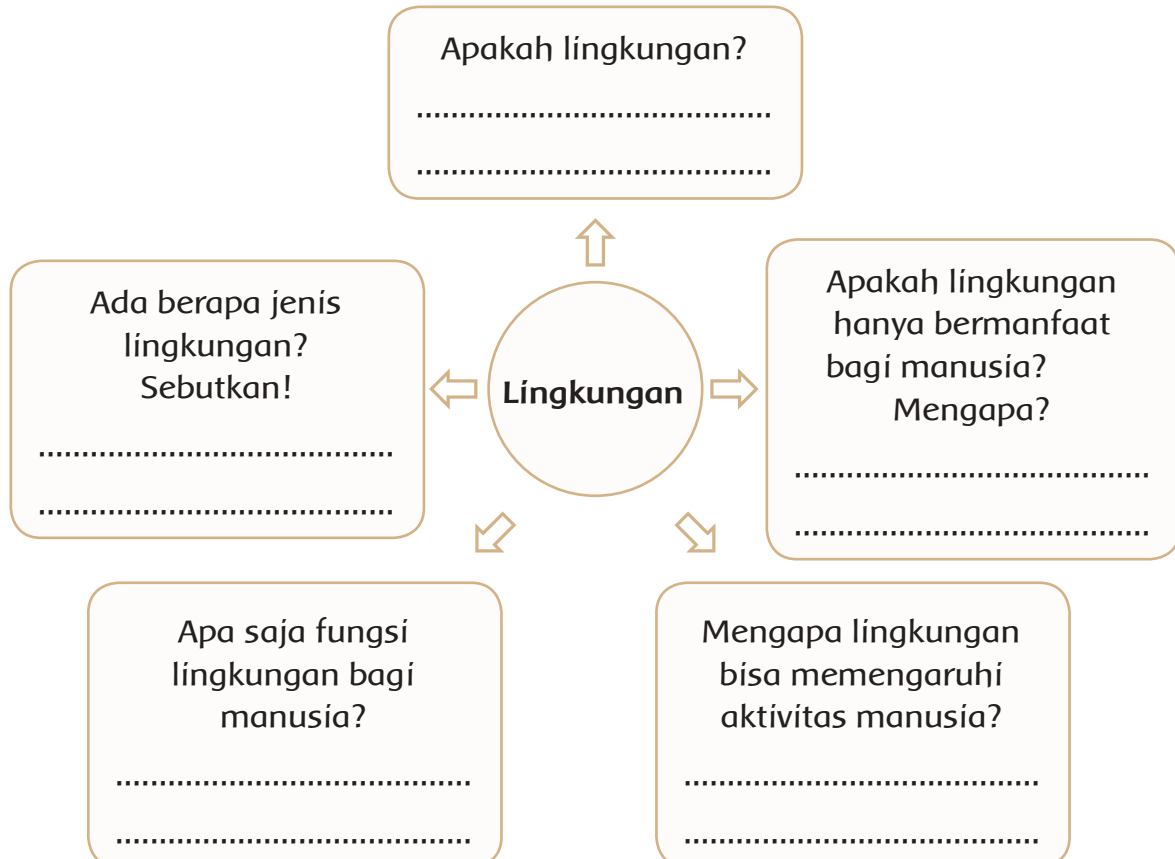 Apakah lingkungan?
.........................................
.........................................
Ada berapa jenis
lingkungan?
Sebutkan!
.........................................
.........................................
Lingkungan
Apakah lingkungan
hanya bermanfaat
bagi manusia?
Mengapa?
.........................................
.........................................
Apa saja fungsi
lingkungan bagi
manusia?
.........................................
.........................................
Mengapa lingkungan
bisa memengaruhi
aktivitas manusia?
.........................................
.........................................